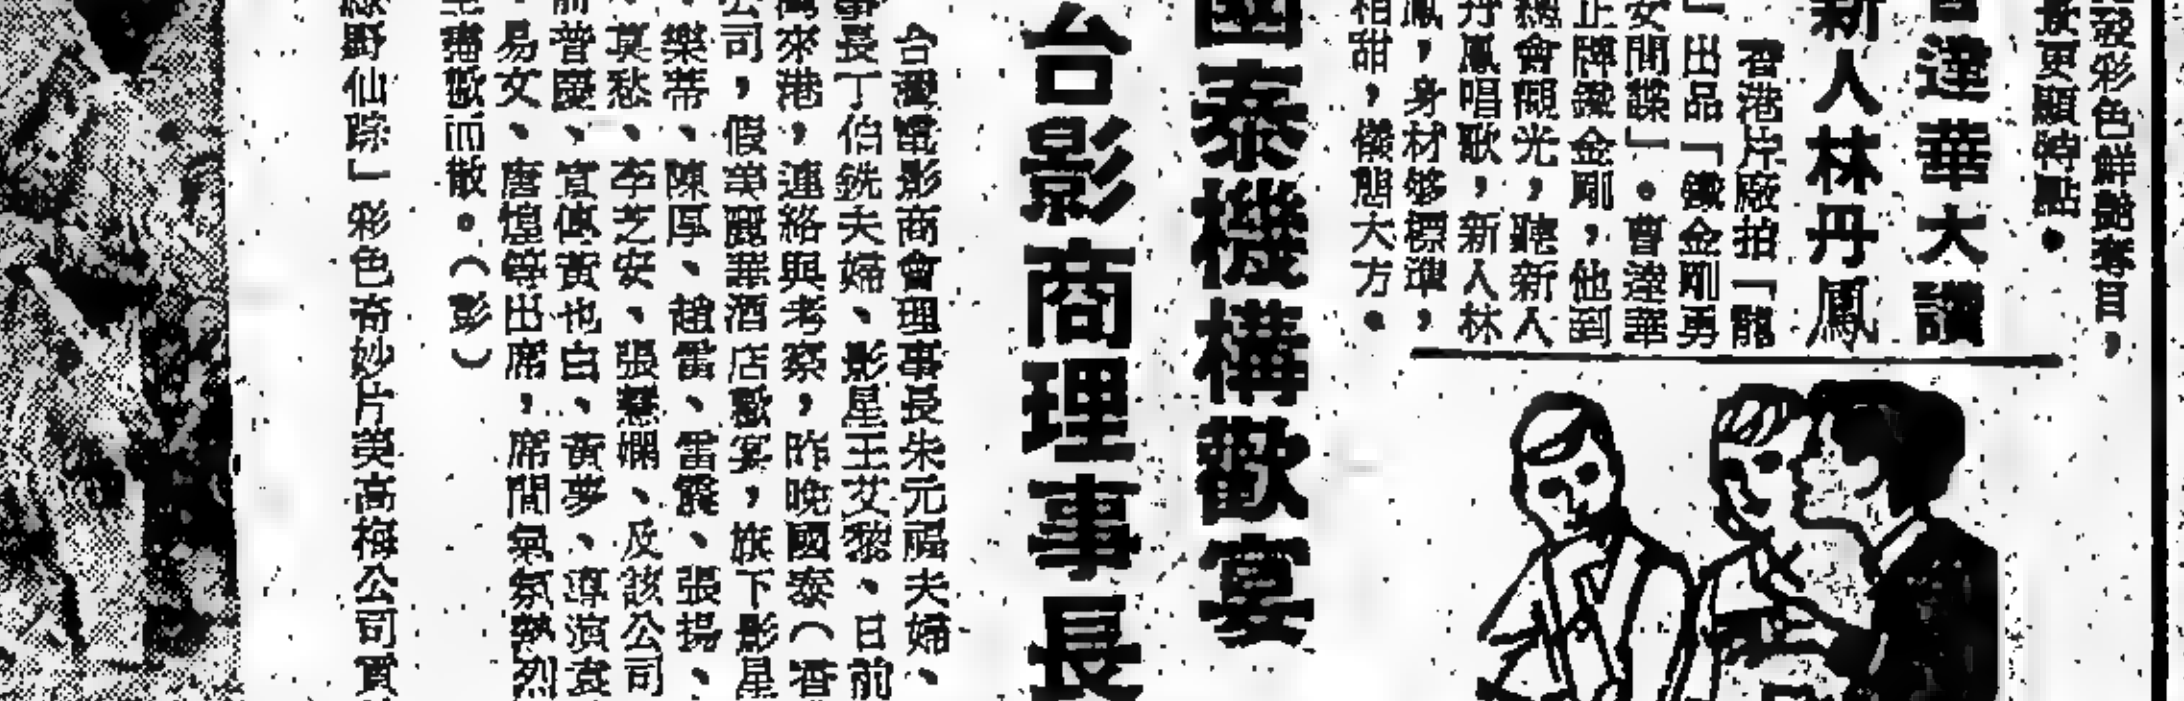 發彩色鮮艷奪目，
更顯特點。
達華大讚
新人林丹鳳
香港片廠拍「龍
」出品「鐵金剛勇
安間諜」。曹達華
正牌鐵金剛，他到
總會觀光，聽新人
丹鳳唱歌，新人林
鳳，身材够標準，
相甜，儀態大方。
國泰機構歡宴
台影商理事長
台灣電影商會理事長朱元福夫婦、
事長丁伯銑夫婦、影星王艾黎、日前
萬來港，連絡與考察，昨晚國泰（香
公司，假美麗華酒店歡宴，旗下影星
樂蒂、陳厚、趙雷、雷震、張揚、
、莫愁、李芝安、張慧嫻、及該公司
前普慶、宣傳黃也白、黃夢、導演袁
易文、唐煌等出席，席間氣氛熱烈
盡歡而散。（彭）
綠野仙踪」彩色奇妙片美高梅公司